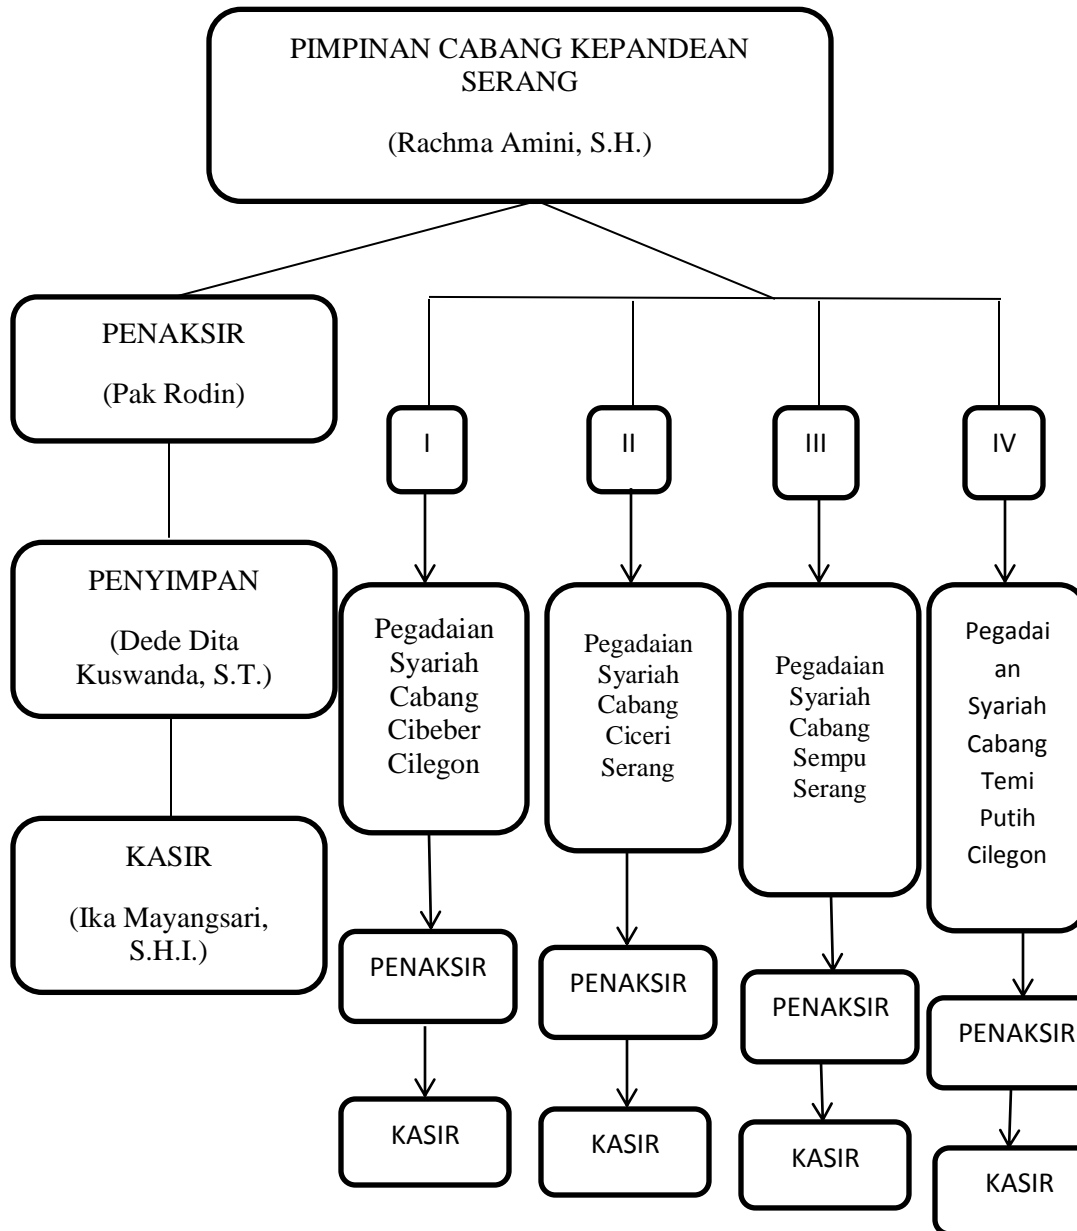 PIMPINAN CABANG KEPANDEAN
SERANG
(Rachma Amini, S.H.)
PENAKSIR
(Pak Rodin)
PENYIMPAN
(Dede Dita
Kuswanda, S.T.)
KASIR
(Ika Mayangsari,
S.H.I.)
I
Pegadaian
Syariah
Cabang
Cibeber
Cilegon
PENAKSIR
KASIR
II
Pegadaian
Syariah
Cabang
Ciceri
Serang
PENAKSIR
KASIR
III
Pegadaian
Syariah
Cabang
Sempu
Serang
PENAKSIR
KASIR
IV
Pegadai
an
Syariah
Cabang
Temi
Putih
Cilegon
PENAKSIR
KASIR